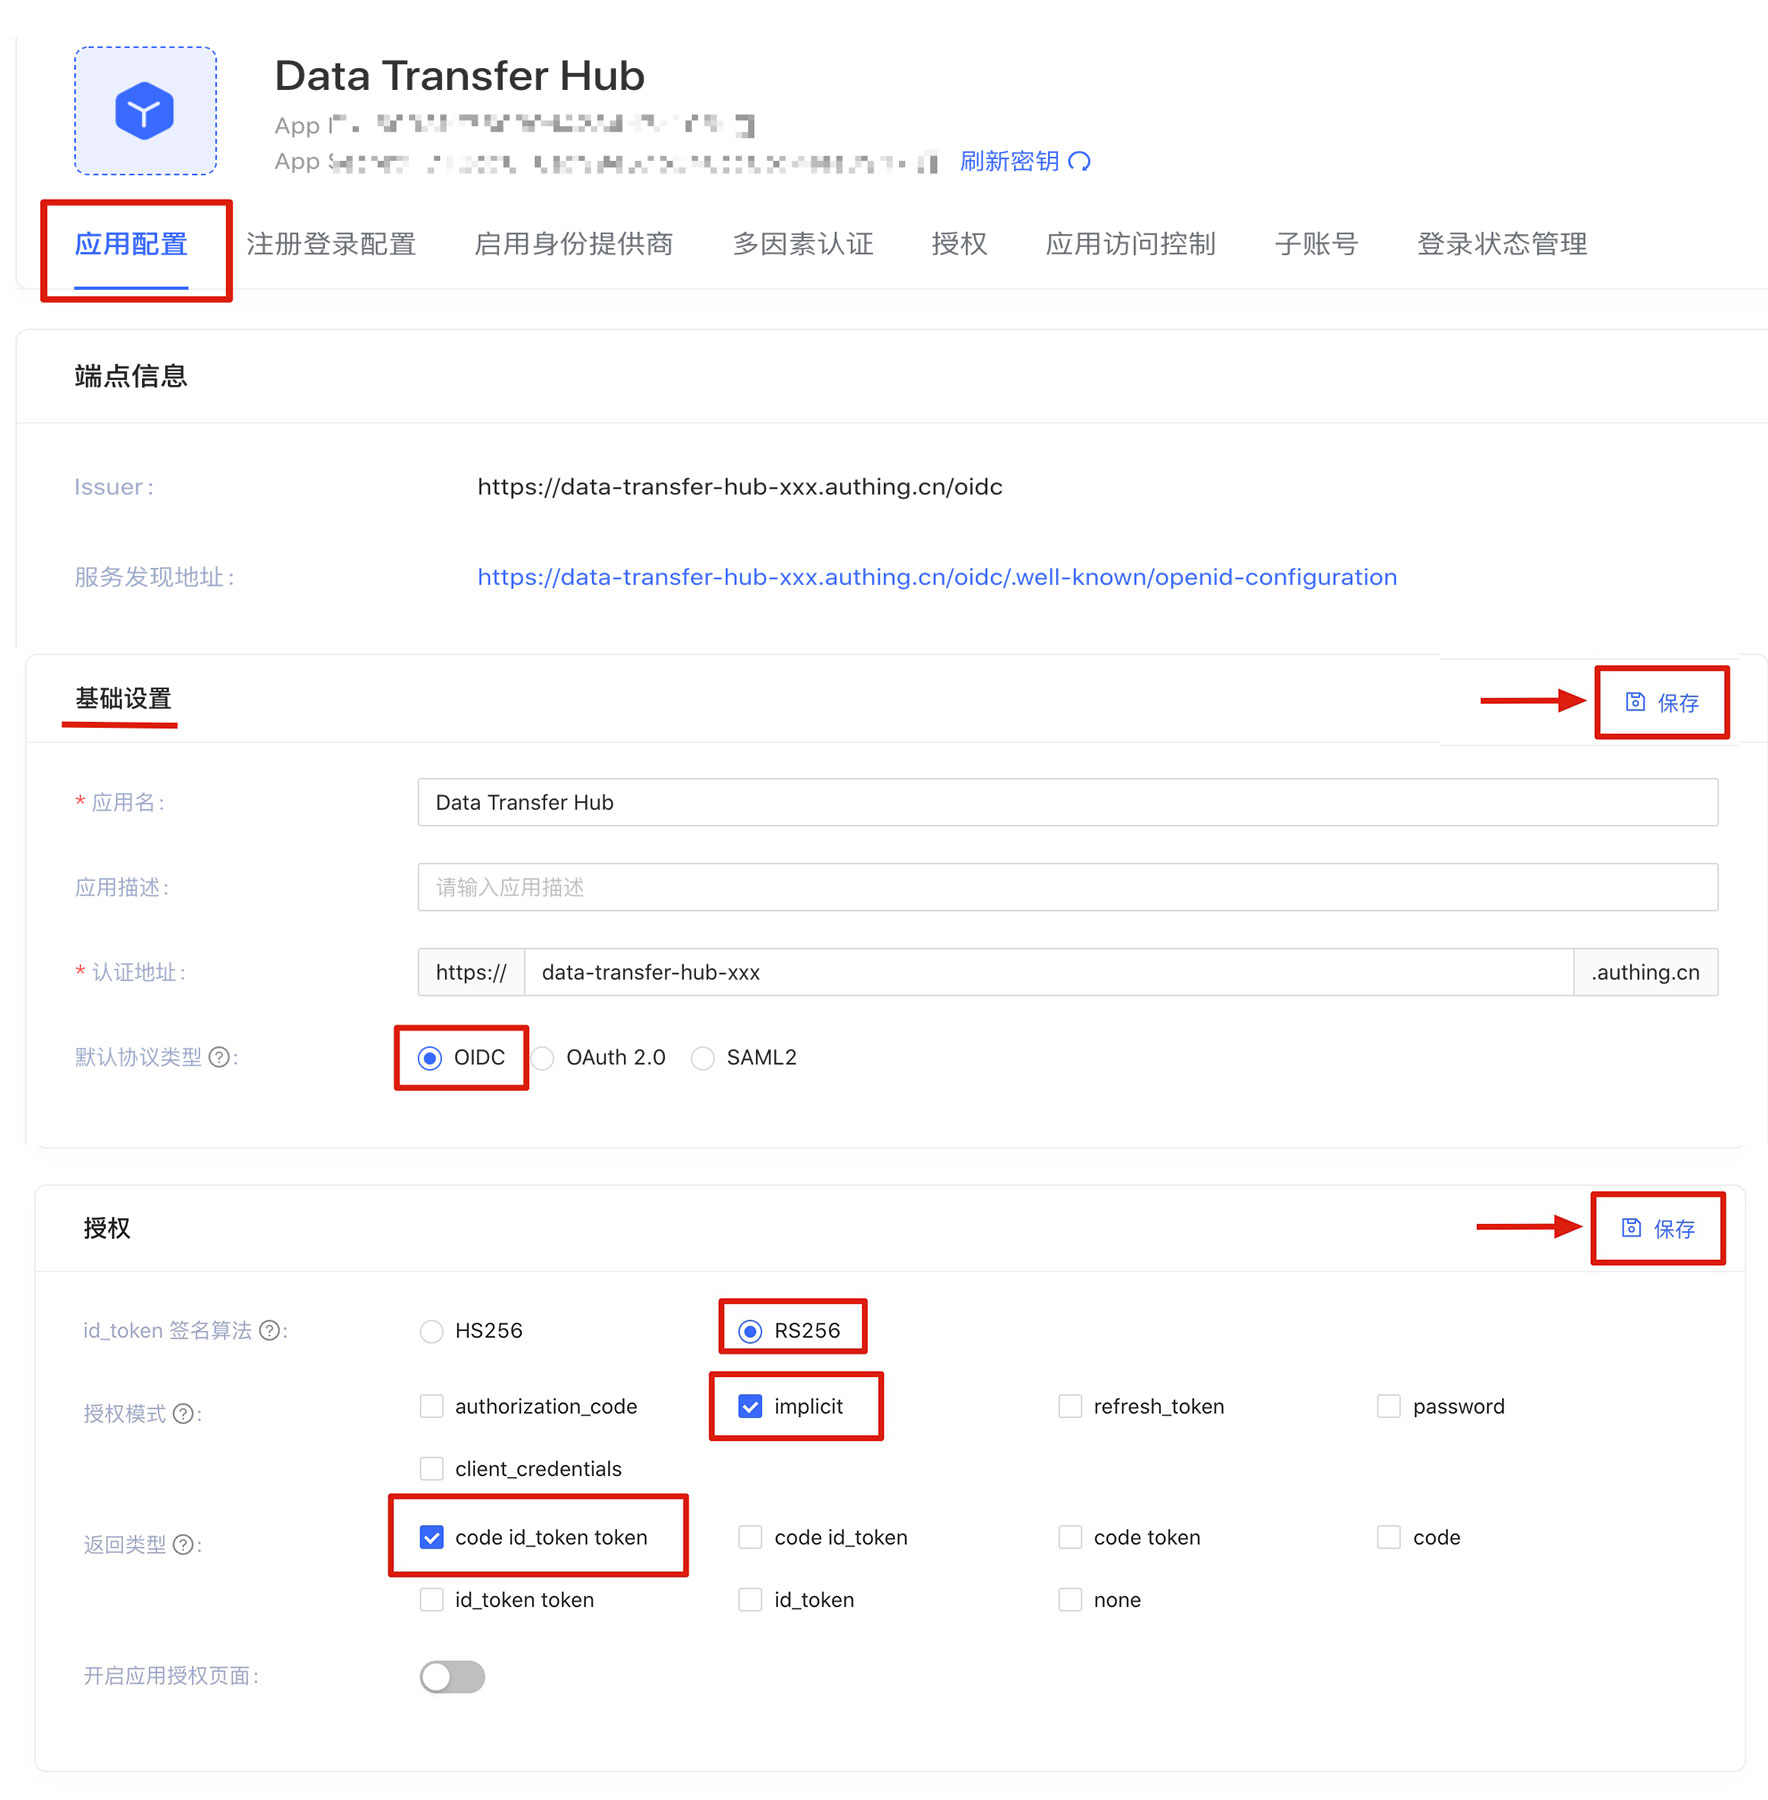 Data Transfer Hub
App
App
刷新密钥
应用配置 注册登录配置 启用身份提供商 多因素认证 授权 应用访问控制 子账号 登录状态管理
端点信息
Issuer: https://data-transfer-hub-xxx.authing.cn/oidc
服务发现地址: https://data-transfer-hub-xxx.authing.cn/oidc/.well-known/openid-configuration
基础设置 保存
* 应用名: Data Transfer Hub
应用描述: 请输入应用描述
* 认证地址: https:// data-transfer-hub-xxx .authing.cn
默认协议类型 ?: OIDC OAuth 2.0 SAML2
授权 保存
id_token 签名算法 ?: HS256 RS256
授权模式 ?: authorization_code implicit refresh_token password
client_credentials
返回类型 ?: code id_token token code id_token code token code
id_token token id_token none
开启应用授权页面: